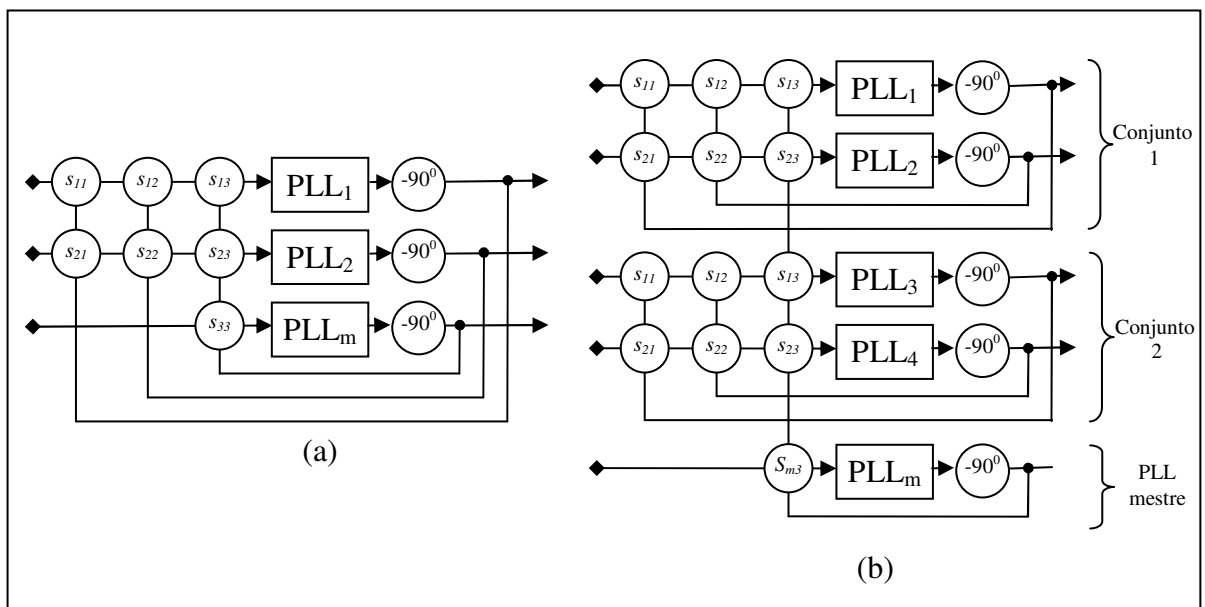 s11 s12 s13 PLL1 -90⁰
s21 s22 s23 PLL2 -90⁰
s33 PLLm -90⁰
(a)
s11 s12 s13 PLL1 -90⁰
s21 s22 s23 PLL2 -90⁰
Conjunto
1
s11 s12 s13 PLL3 -90⁰
s21 s22 s23 PLL4 -90⁰
Conjunto
2
Sm3 PLLm -90⁰
PLL
mestre
(b)